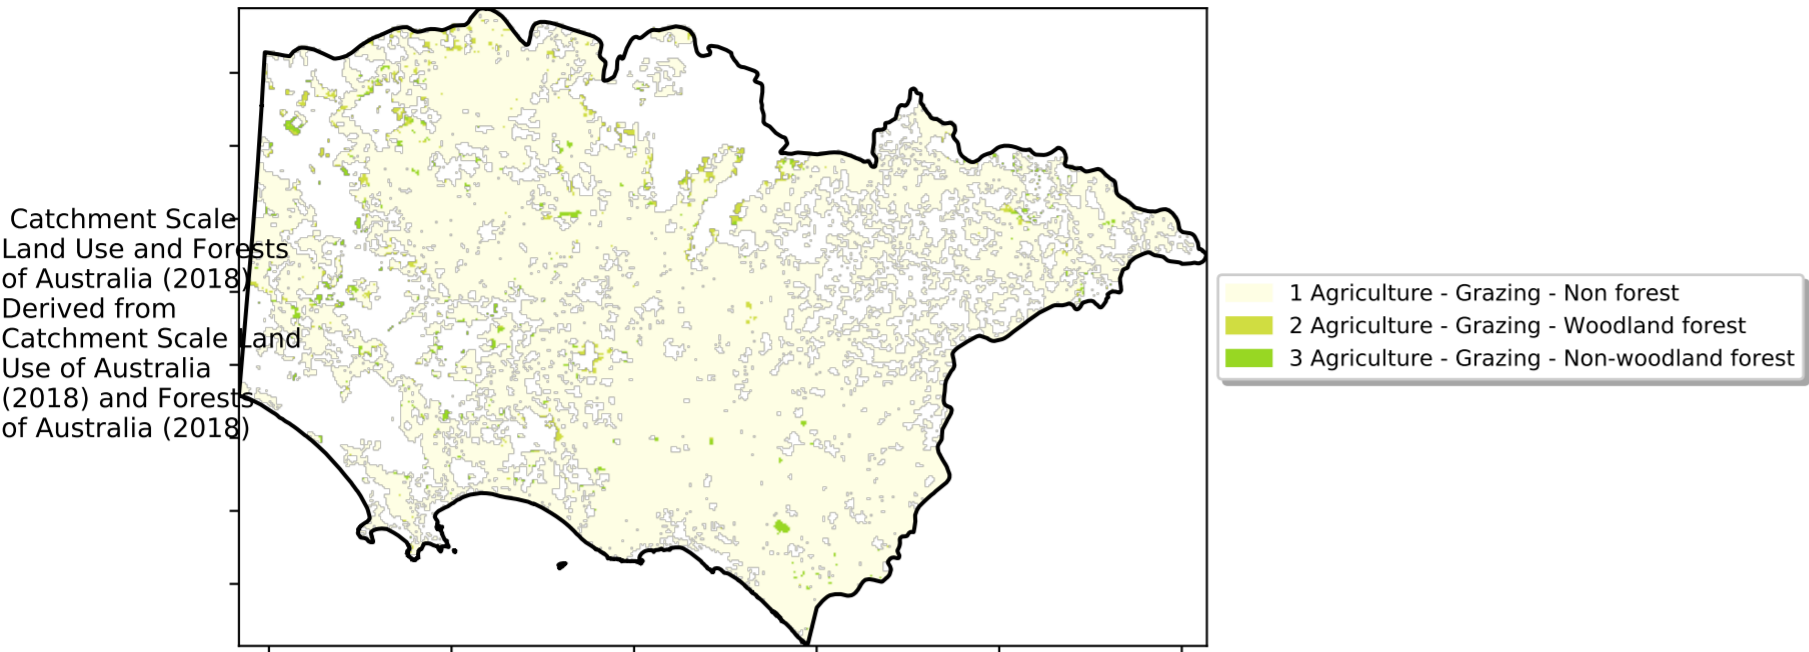 Catchment Scale
Land Use and Forests
of Australia (2018)
Derived from
Catchment Scale Land
Use of Australia
(2018) and Forests
of Australia (2018)
1 Agriculture - Grazing - Non forest
2 Agriculture - Grazing - Woodland forest
3 Agriculture - Grazing - Non-woodland forest